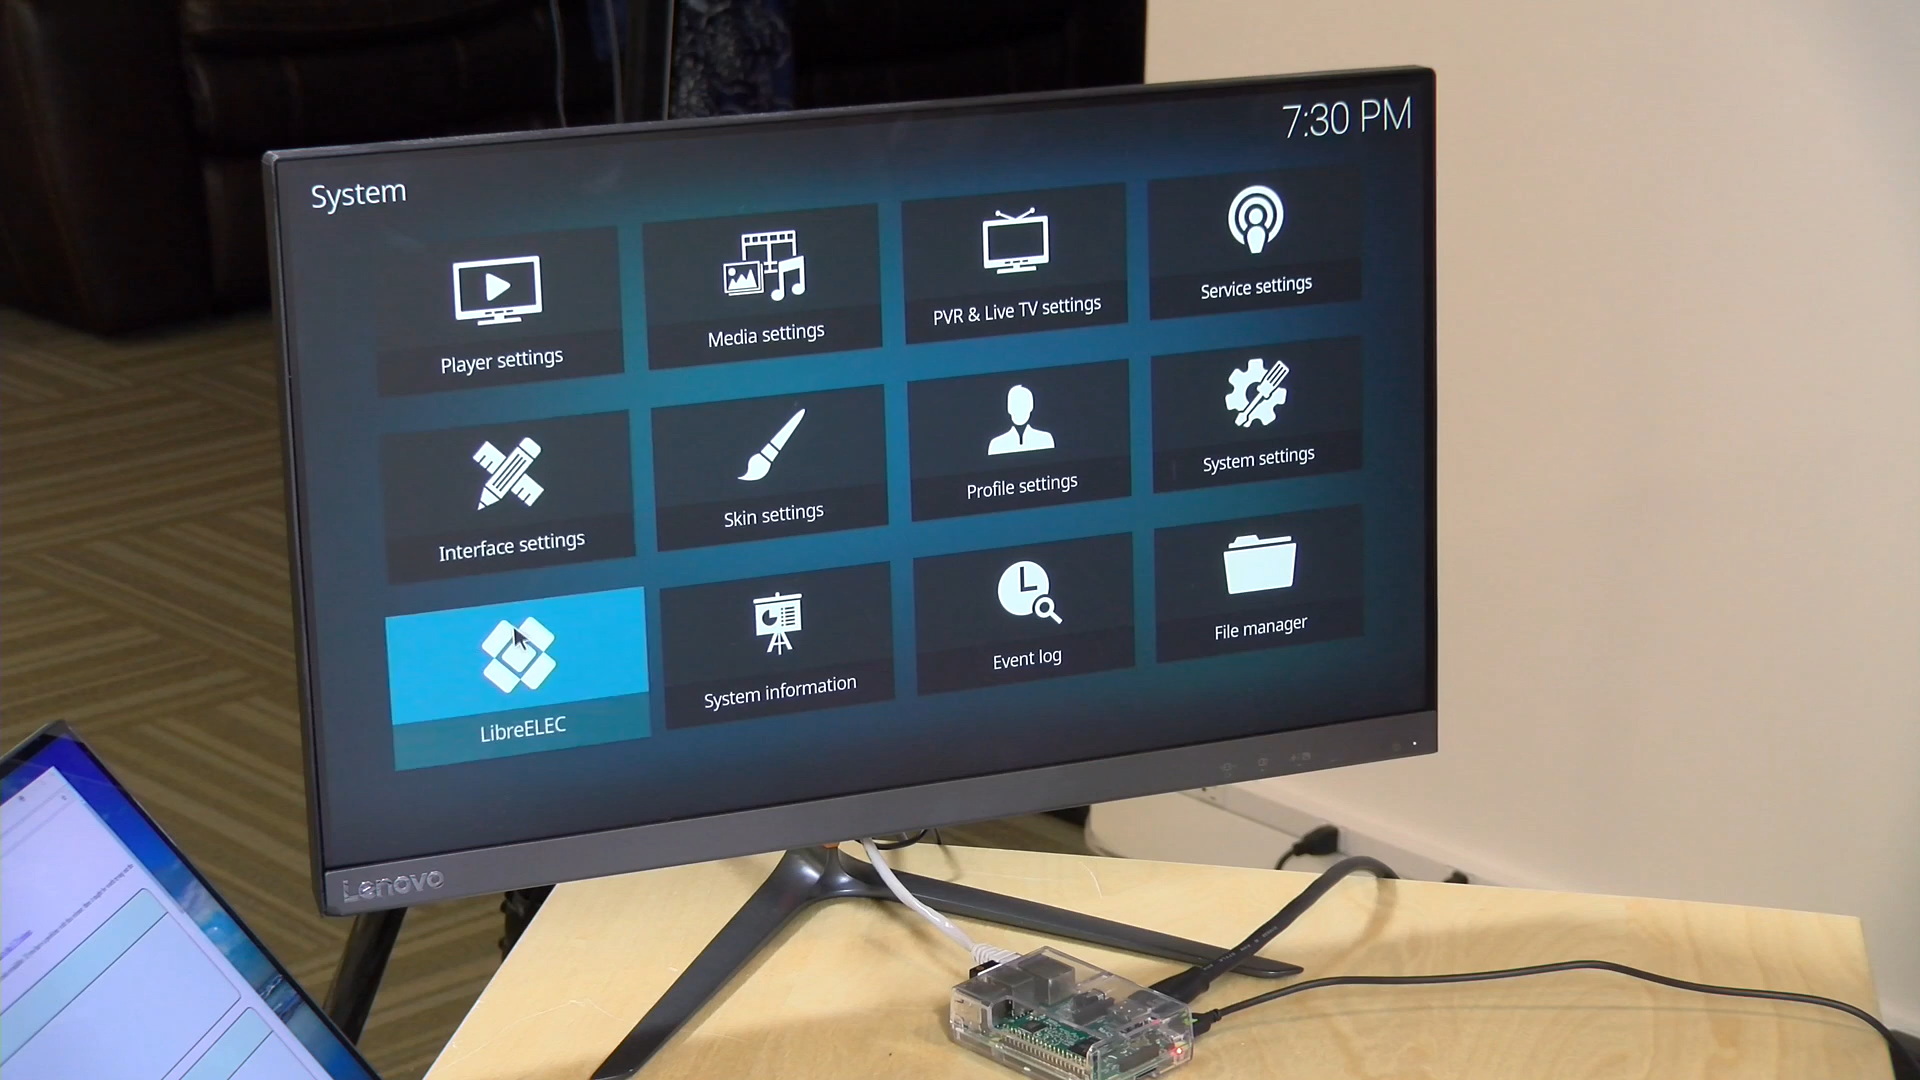 7:30 PM
System
Player settings
Media settings
PVR & Live TV settings
Service settings
Interface settings
Skin settings
Profile settings
System settings
LibreELEC
System information
Event log
File manager
Lenovo